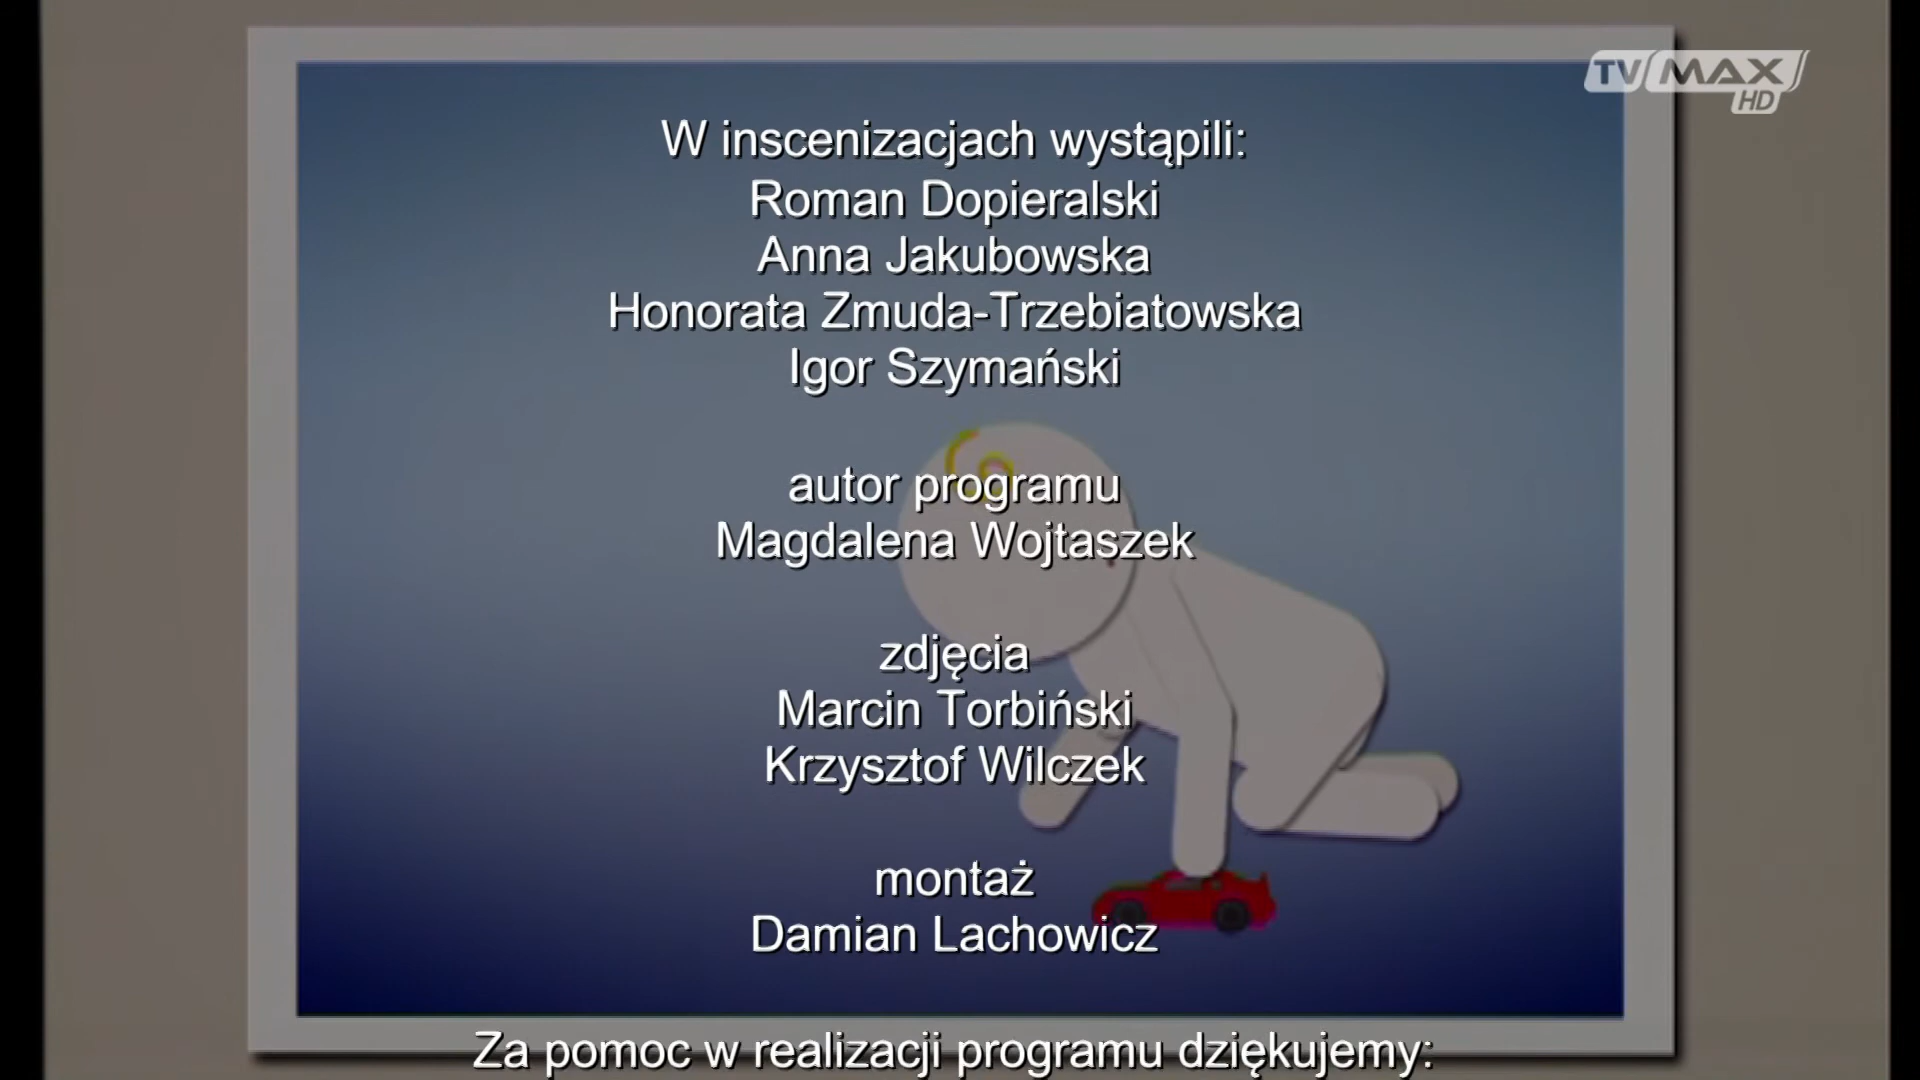 TV MAX
HD
W inscenizacjach wystąpili:
Roman Dopieralski
Anna Jakubowska
Honorata Zmuda-Trzebiatowska
Igor Szymański
autor programu
Magdalena Wojtaszek
zdjęcia
Marcin Torbiński
Krzysztof Wilczek
montaż
Damian Lachowicz
Za pomoc w realizacji programu dziękujemy: